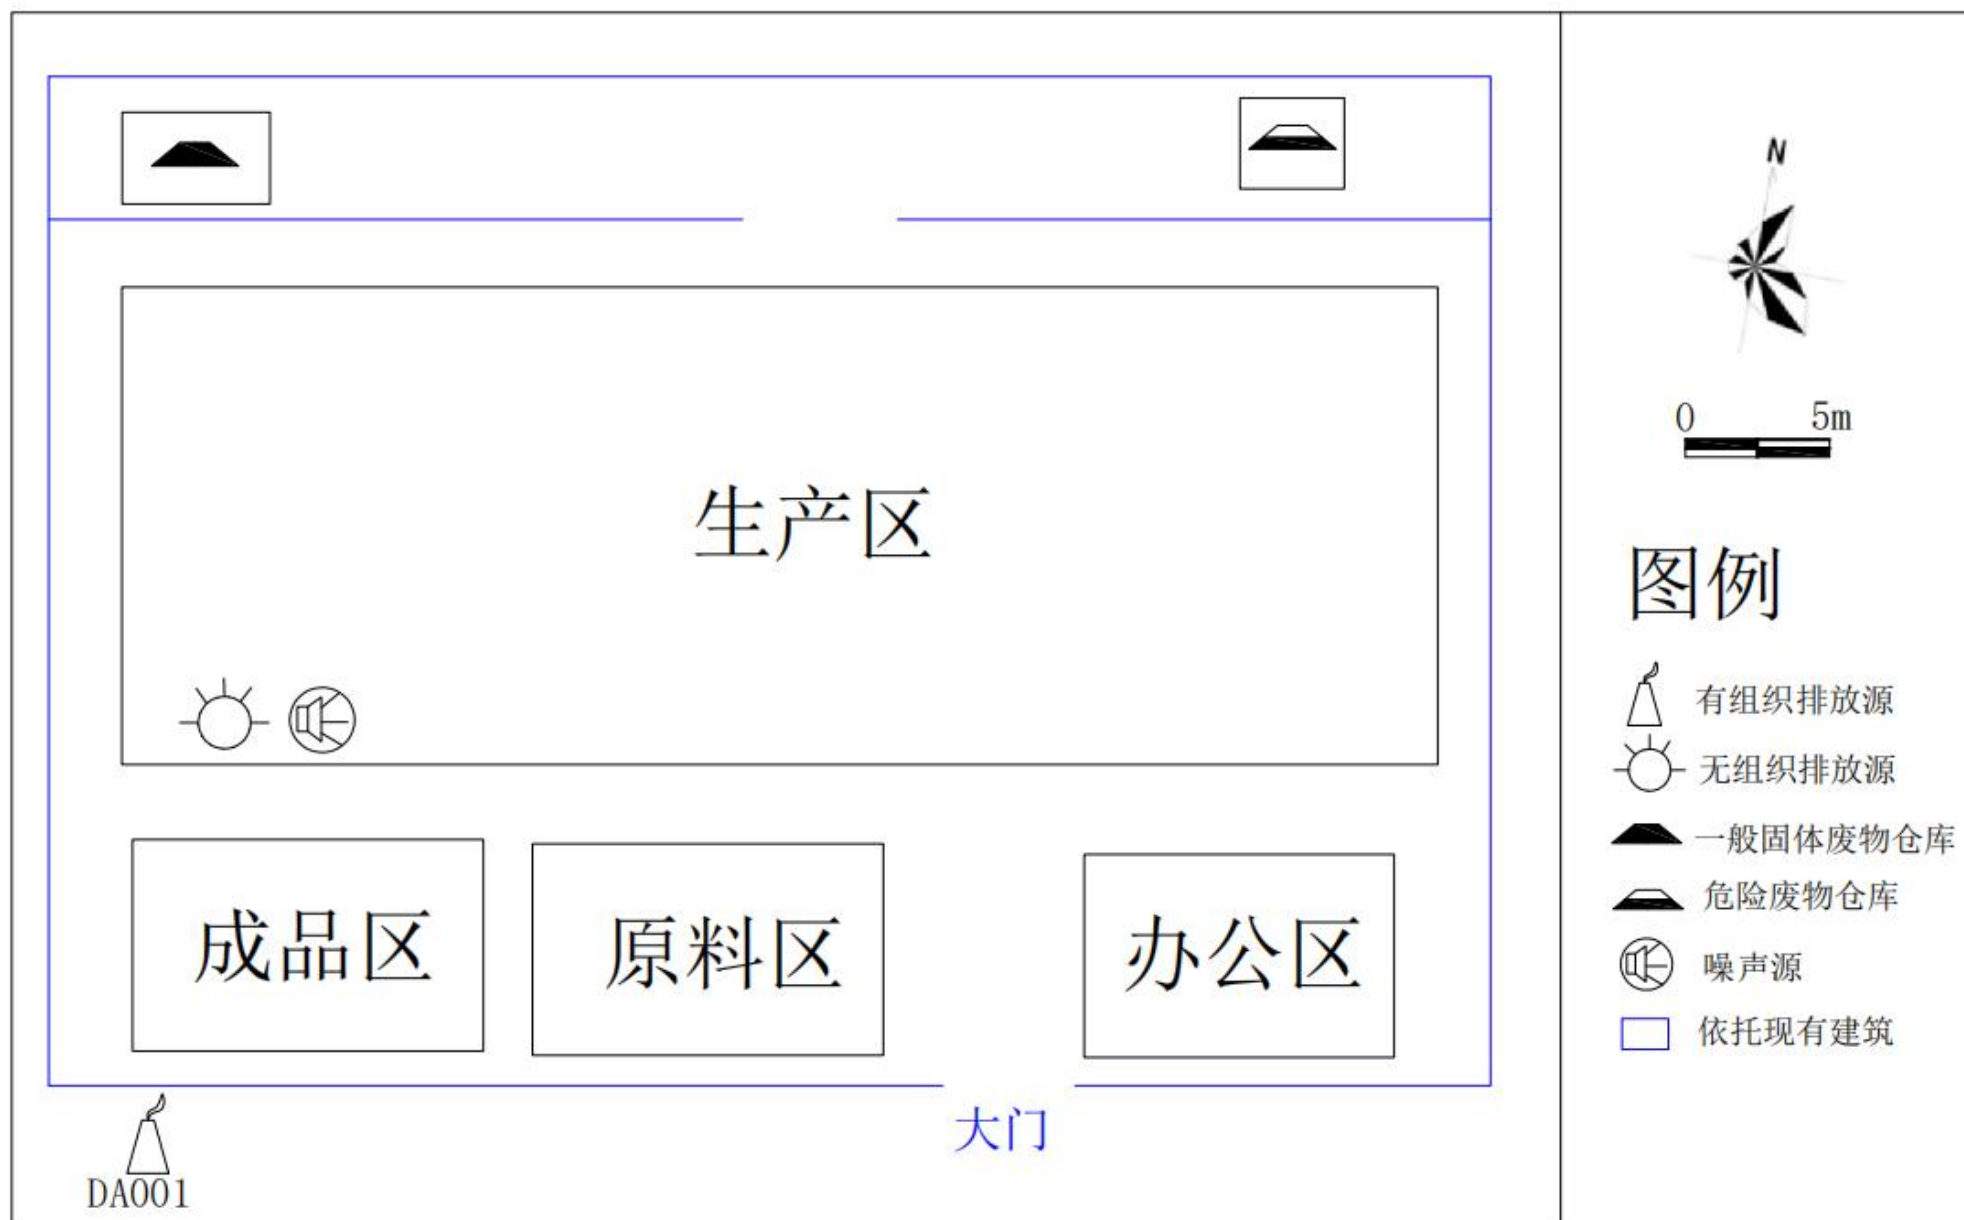 生产区
成品区
原料区
办公区
大门
DA001
N
0 5m
图例
有组织排放源
无组织排放源
一般固体废物仓库
危险废物仓库
噪声源
依托现有建筑